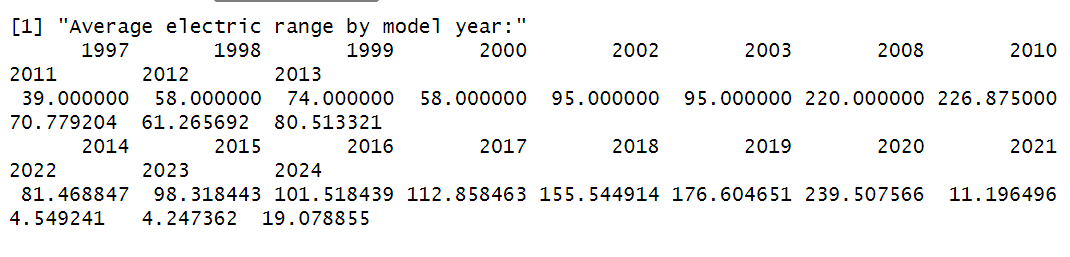 [1] "Average electric range by model year:"
      1997       1998       1999       2000       2002       2003       2008       2010
2011       2012       2013
 39.000000  58.000000  74.000000  58.000000  95.000000  95.000000 220.000000 226.875000
70.779204  61.265692  80.513321
      2014       2015       2016       2017       2018       2019       2020       2021
2022       2023       2024
 81.468847  98.318443 101.518439 112.858463 155.544914 176.604651 239.507566  11.196496
4.549241   4.247362  19.078855